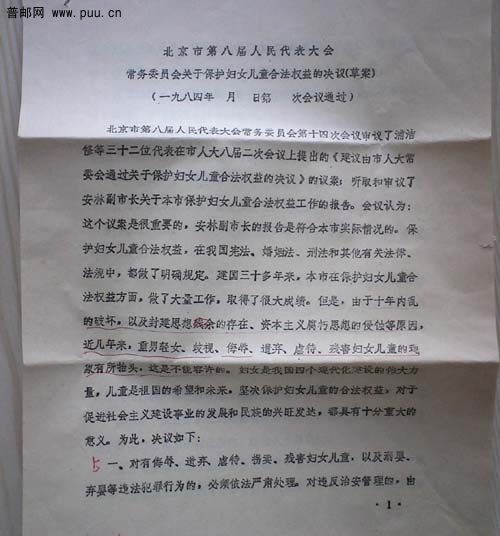 普邮网 www.puu.cn
北京市第八届人民代表大会
常务委员会关于保护妇女儿童合法权益的决议(草案)
(一九八四年 月 日第 次会议通过)
北京市第八届人民代表大会常务委员会第十四次会议审议了浦洁
修等三十二位代表在市人大八届二次会议上提出的《建议由市人大常
委会通过关于保护妇女儿童合法权益的决议》的议案;听取和审议了
安林副市长关于本市保护妇女儿童合法权益工作的报告。会议认为:
这个议案是很重要的,安林副市长的报告是符合本市实际情况的。保
护妇女儿童合法权益,在我国宪法、婚姻法、刑法和其他有关法律、
法规中,都做了明确规定。建国三十多年来,本市在保护妇女儿童合
法权益方面,做了大量工作,取得了很大成绩。但是,由于十年内乱
的破坏,以及封建思想残余的存在、资本主义腐朽思想的侵蚀等原因,
近几年来,重男轻女、歧视、侮辱、遗弃、虐待、残害妇女儿童的现
象有所抬头,这是不能容许的。妇女是我国四个现代化建设的伟大力
量,儿童是祖国的希望和未来,坚决保护妇女儿童的合法权益,对于
促进社会主义建设事业的发展和民族的兴旺发达,都具有十分重大的
意义。为此,决议如下:
5 一、对有侮辱、遗弃、虐待、拐卖、残害妇女儿童,以及溺婴、
弃婴等违法犯罪行为的,必须依法严肃处理。对违反治安管理的,由
·1·